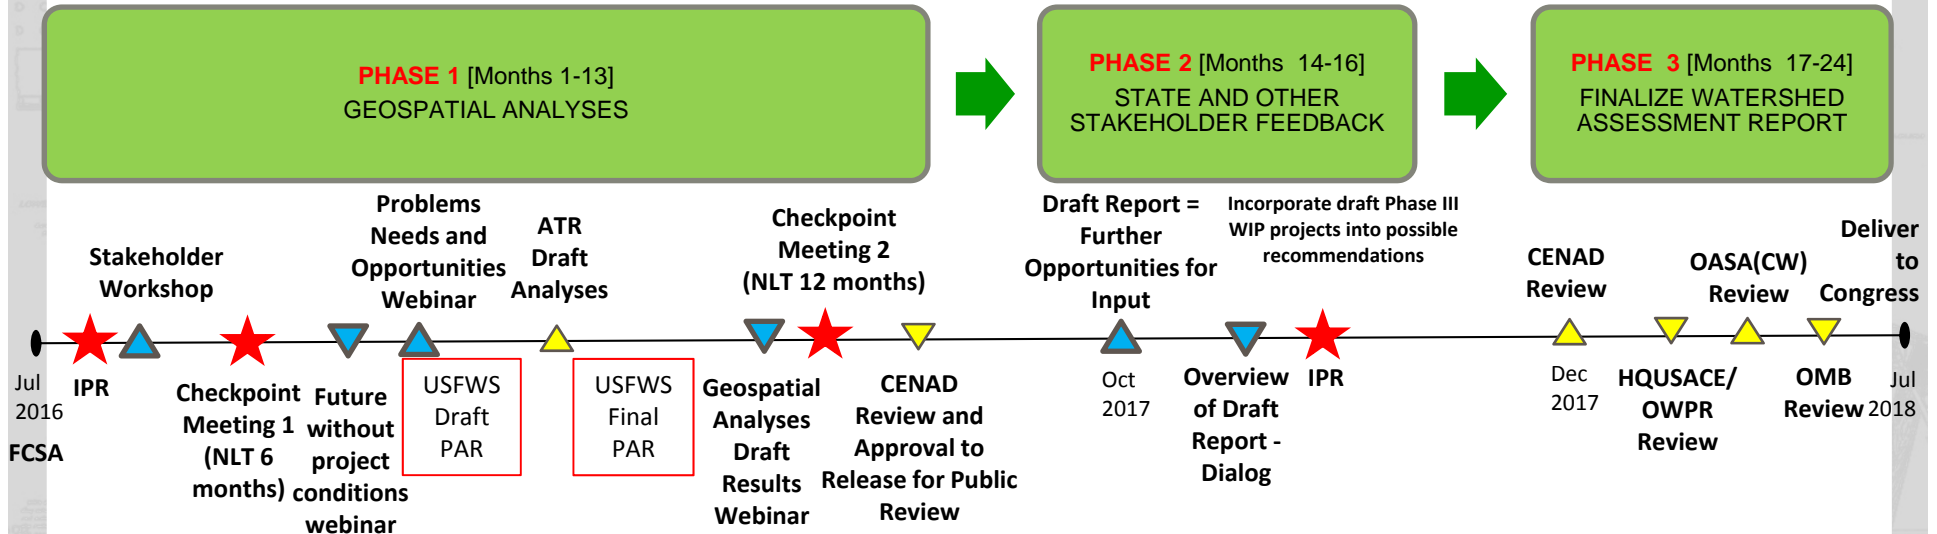 PHASE 1 [Months 1-13]
GEOSPATIAL ANALYSES
PHASE 2 [Months 14-16]
STATE AND OTHER
STAKEHOLDER FEEDBACK
PHASE 3 [Months 17-24]
FINALIZE WATERSHED
ASSESSMENT REPORT
Stakeholder
Workshop
Problems
Needs and
Opportunities
Webinar
ATR
Draft
Analyses
Checkpoint
Meeting 2
(NLT 12 months)
Draft Report =
Further
Opportunities for
Input
Incorporate draft Phase III
WIP projects into possible
recommendations
CENAD
Review
OASA(CW)
Review
Deliver
to
Congress
Jul
2016
FCSA
IPR
Checkpoint
Meeting 1
(NLT 6
months)
Future
without
project
conditions
webinar
USFWS
Draft
PAR
USFWS
Final
PAR
Geospatial
Analyses
Draft
Results
Webinar
CENAD
Review and
Approval to
Release for Public
Review
Oct
2017
Overview
of Draft
Report -
Dialog
IPR
Dec
2017
HQUSACE/
OWPR
Review
OMB
Review
Jul
2018